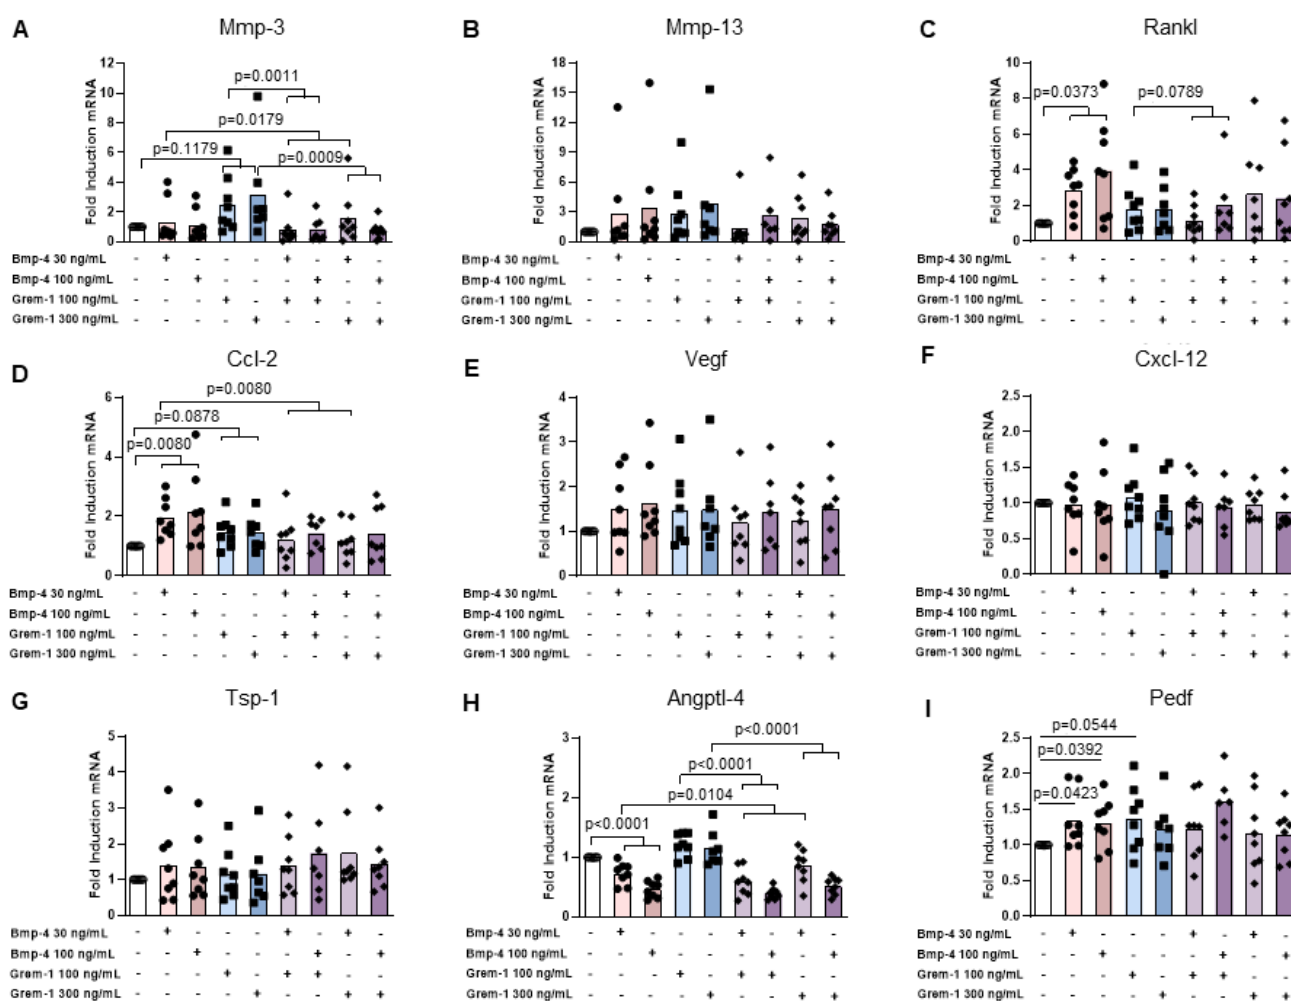 A
Mmp-3
Fold Induction mRNA
12
10
8
6
4
2
0
p=0.0011
p=0.0179
p=0.1179
p=0.0009
Bmp-4 30 ng/mL - + - - - + - + -
Bmp-4 100 ng/mL - - + - - - + - +
Grem-1 100 ng/mL - - - + - + + - -
Grem-1 300 ng/mL - - - - + - - + +
B
Mmp-13
Fold Induction mRNA
18
15
12
9
6
3
0
Bmp-4 30 ng/mL - + - - - + - + -
Bmp-4 100 ng/mL - - + - - - + - +
Grem-1 100 ng/mL - - - + - + + - -
Grem-1 300 ng/mL - - - - + - - + +
C
Rankl
Fold Induction mRNA
10
8
6
4
2
0
p=0.0373
p=0.0789
Bmp-4 30 ng/mL - + - - - + - + -
Bmp-4 100 ng/mL - - + - - - + - +
Grem-1 100 ng/mL - - - + - + + - -
Grem-1 300 ng/mL - - - - + - - + +
D
Ccl-2
Fold Induction mRNA
6
4
2
0
p=0.0080
p=0.0878
p=0.0080
Bmp-4 30 ng/mL - + - - - + - + -
Bmp-4 100 ng/mL - - + - - - + - +
Grem-1 100 ng/mL - - - + - + + - -
Grem-1 300 ng/mL - - - - + - - + +
E
Vegf
Fold Induction mRNA
4
3
2
1
0
Bmp-4 30 ng/mL - + - - - + - + -
Bmp-4 100 ng/mL - - + - - - + - +
Grem-1 100 ng/mL - - - + - + + - -
Grem-1 300 ng/mL - - - - + - - + +
F
Cxcl-12
Fold Induction mRNA
2.5
2.0
1.5
1.0
0.5
0.0
Bmp-4 30 ng/mL - + - - - + - + -
Bmp-4 100 ng/mL - - + - - - + - +
Grem-1 100 ng/mL - - - + - + + - -
Grem-1 300 ng/mL - - - - + - - + +
G
Tsp-1
Fold Induction mRNA
5
4
3
2
1
0
Bmp-4 30 ng/mL - + - - - + - + -
Bmp-4 100 ng/mL - - + - - - + - +
Grem-1 100 ng/mL - - - + - + + - -
Grem-1 300 ng/mL - - - - + - - + +
H
Angptl-4
Fold Induction mRNA
3
2
1
0
p<0.0001
p<0.0001
p=0.0104
p<0.0001
Bmp-4 30 ng/mL - + - - - + - + -
Bmp-4 100 ng/mL - - + - - - + - +
Grem-1 100 ng/mL - - - + - + + - -
Grem-1 300 ng/mL - - - - + - - + +
I
Pedf
Fold Induction mRNA
2.5
2.0
1.5
1.0
0.5
0.0
p=0.0544
p=0.0392
p=0.0423
Bmp-4 30 ng/mL - + - - - + - + -
Bmp-4 100 ng/mL - - + - - - + - +
Grem-1 100 ng/mL - - - + - + + - -
Grem-1 300 ng/mL - - - - + - - + +